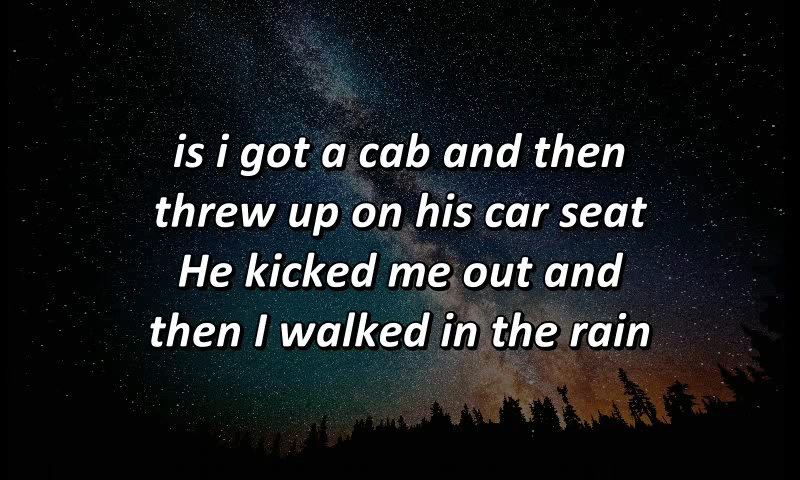 is i got a cab and then
threw up on his car seat
He kicked me out and
then I walked in the rain